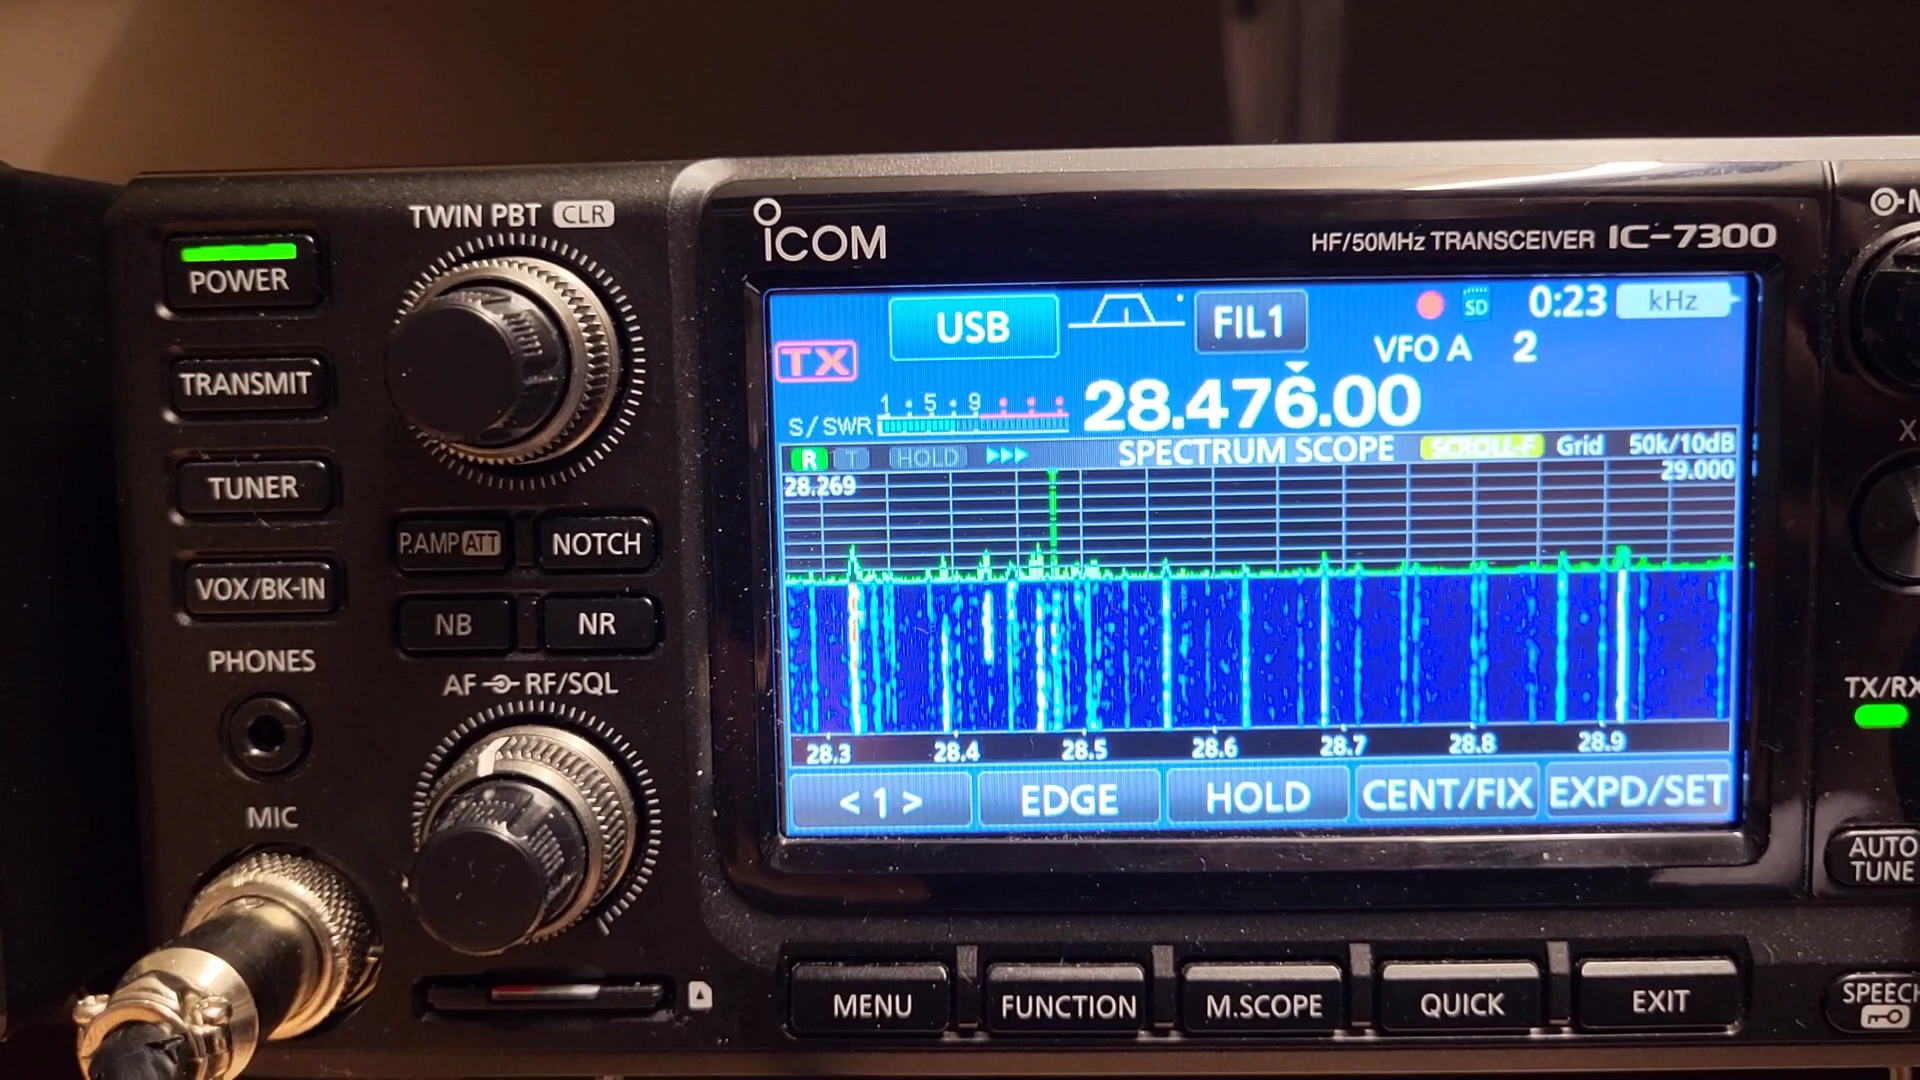 TWIN PBT CLR
POWER
TRANSMIT
TUNER
VOX/BK-IN
P.AMP ATT
NOTCH
NB
NR
PHONES
AF RF/SQL
MIC
ICOM
HF/50MHz TRANSCEIVER IC-7300
USB
FIL1
SD
0:23
kHz
TX
VFO A 2
28.476.00
1 5 9
S/SWR
R T HOLD
SPECTRUM SCOPE
SCROLL-F Grid 50k/10dB
28.269
29.000
28.3 28.4 28.5 28.6 28.7 28.8 28.9
< 1 > EDGE HOLD CENT/FIX EXPD/SET
MENU FUNCTION M.SCOPE QUICK EXIT
TX/RX
AUTO
TUNE
SPEECH